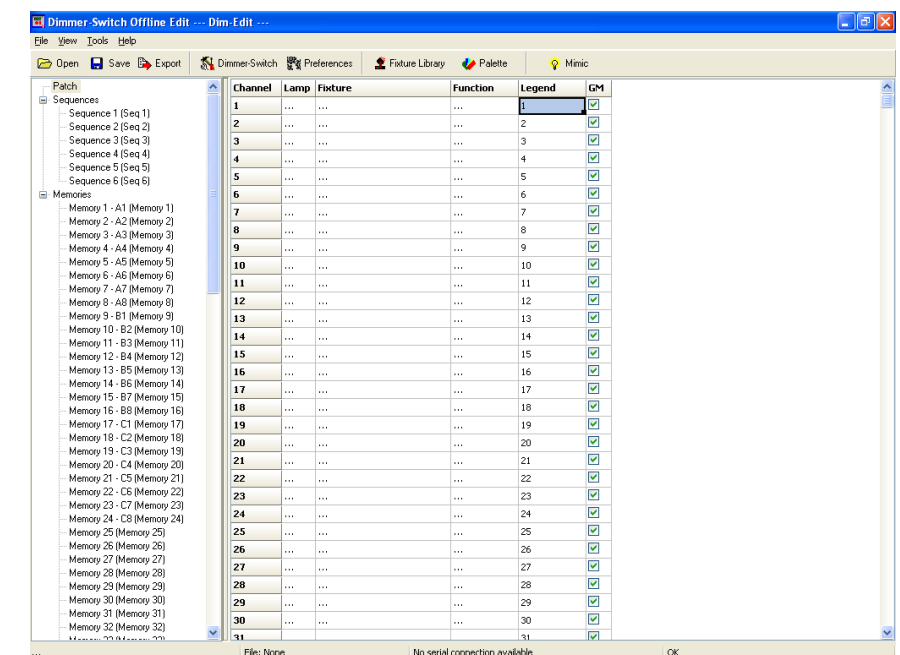 Dimmer-Switch Offline Edit --- Dim-Edit ---
File View Tools Help
Open Save Export Dimmer-Switch Preferences Fixture Library Palette Mimic
Patch
Sequences
Sequence 1 (Seq 1)
Sequence 2 (Seq 2)
Sequence 3 (Seq 3)
Sequence 4 (Seq 4)
Sequence 5 (Seq 5)
Sequence 6 (Seq 6)
Memories
Memory 1 - A1 (Memory 1)
Memory 2 - A2 (Memory 2)
Memory 3 - A3 (Memory 3)
Memory 4 - A4 (Memory 4)
Memory 5 - A5 (Memory 5)
Memory 6 - A6 (Memory 6)
Memory 7 - A7 (Memory 7)
Memory 8 - A8 (Memory 8)
Memory 9 - B1 (Memory 9)
Memory 10 - B2 (Memory 10)
Memory 11 - B3 (Memory 11)
Memory 12 - B4 (Memory 12)
Memory 13 - B5 (Memory 13)
Memory 14 - B6 (Memory 14)
Memory 15 - B7 (Memory 15)
Memory 16 - B8 (Memory 16)
Memory 17 - C1 (Memory 17)
Memory 18 - C2 (Memory 18)
Memory 19 - C3 (Memory 19)
Memory 20 - C4 (Memory 20)
Memory 21 - C5 (Memory 21)
Memory 22 - C6 (Memory 22)
Memory 23 - C7 (Memory 23)
Memory 24 - C8 (Memory 24)
Memory 25 (Memory 25)
Memory 26 (Memory 26)
Memory 27 (Memory 27)
Memory 28 (Memory 28)
Memory 29 (Memory 29)
Memory 30 (Memory 30)
Memory 31 (Memory 31)
Memory 32 (Memory 32)
Memory 33 (Memory 33)
Channel Lamp Fixture Function Legend GM
1 ... ... ... 1
2 ... ... ... 2
3 ... ... ... 3
4 ... ... ... 4
5 ... ... ... 5
6 ... ... ... 6
7 ... ... ... 7
8 ... ... ... 8
9 ... ... ... 9
10 ... ... ... 10
11 ... ... ... 11
12 ... ... ... 12
13 ... ... ... 13
14 ... ... ... 14
15 ... ... ... 15
16 ... ... ... 16
17 ... ... ... 17
18 ... ... ... 18
19 ... ... ... 19
20 ... ... ... 20
21 ... ... ... 21
22 ... ... ... 22
23 ... ... ... 23
24 ... ... ... 24
25 ... ... ... 25
26 ... ... ... 26
27 ... ... ... 27
28 ... ... ... 28
29 ... ... ... 29
30 ... ... ... 30
31 31
... File: None No serial connection available OK